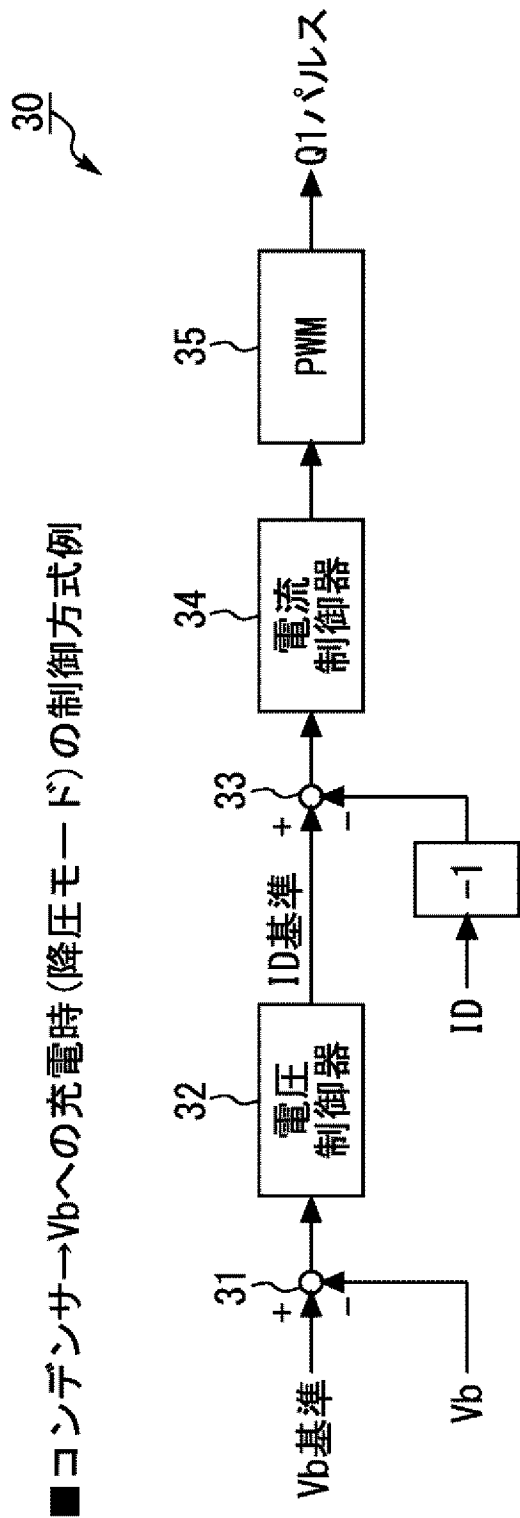 ■コンデンサ→Vbへの充電時(降圧モード)の制御方式例
30
Vb基準
+
−
31
Vb
32
電圧
制御器
ID基準
+
−
33
ID
-1
34
電流
制御器
35
PWM
Q1パルス